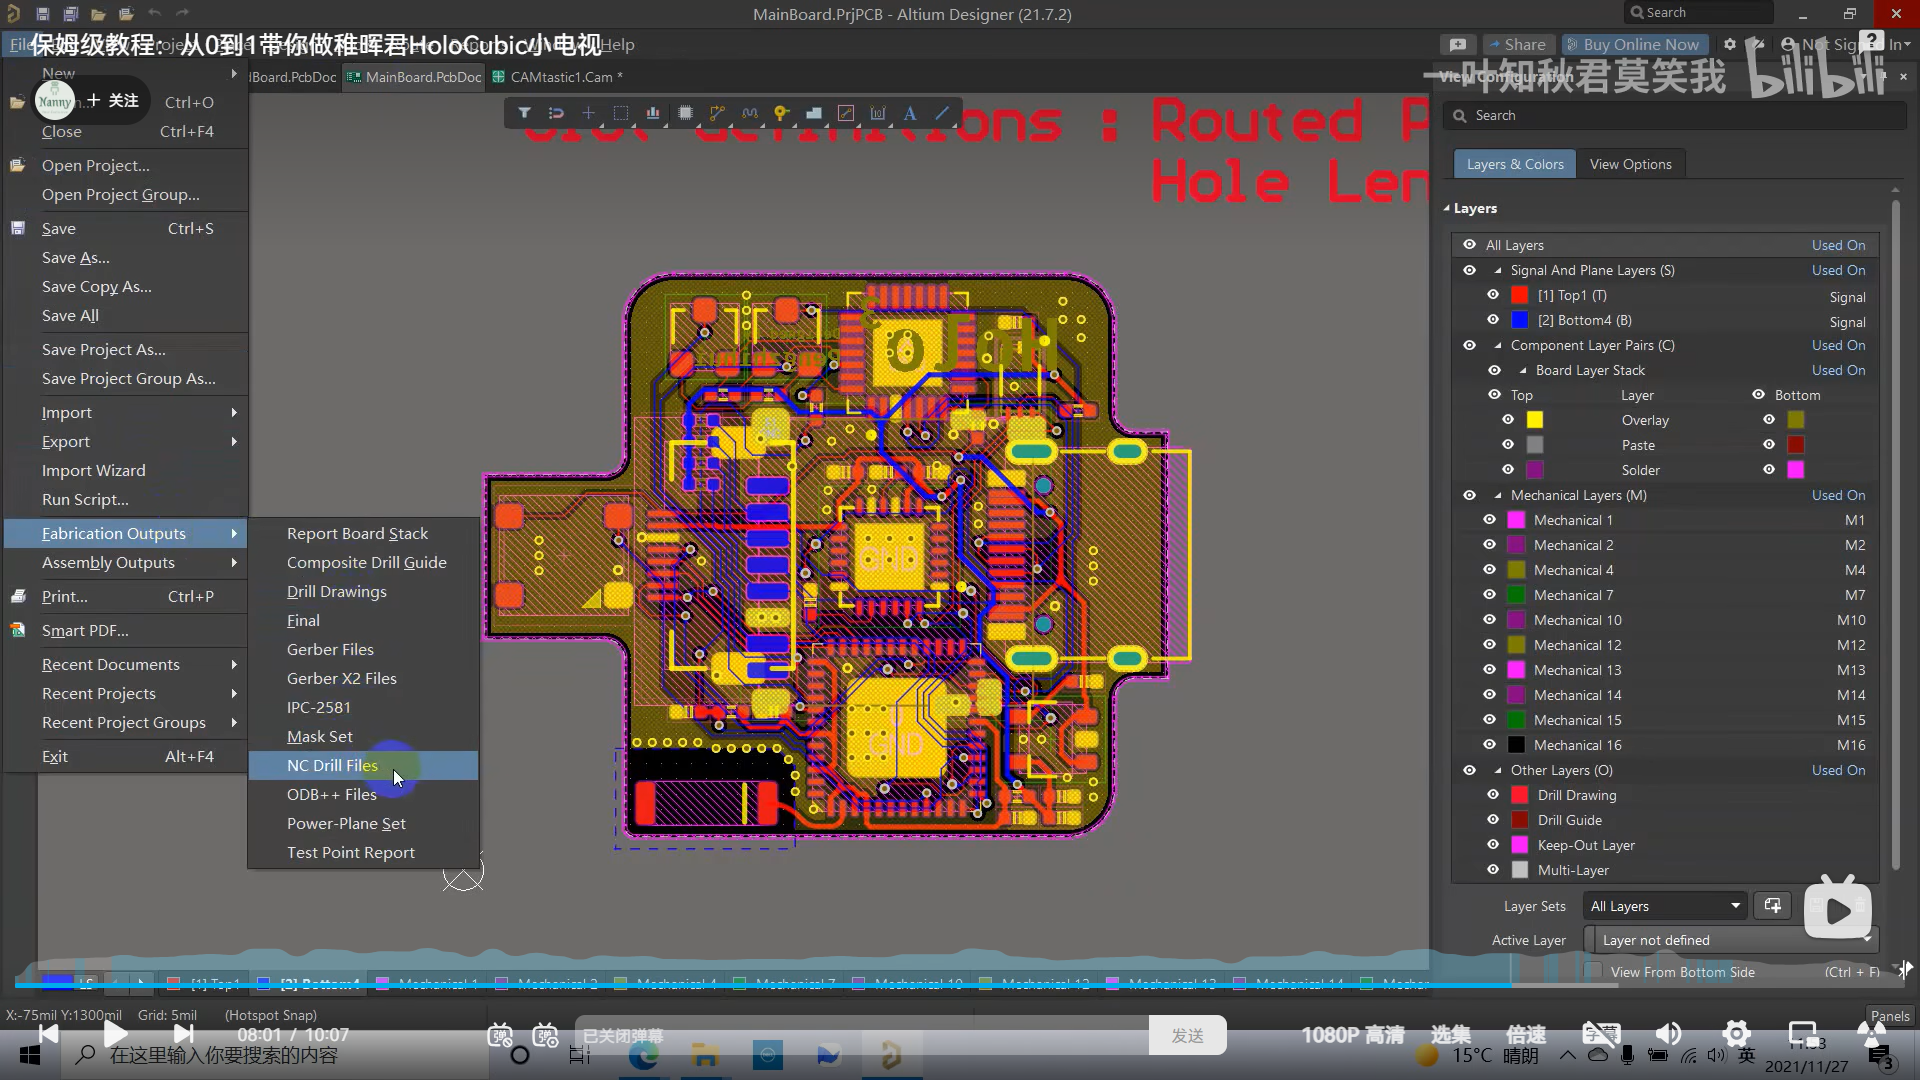 MainBoard.PrjPCB - Altium Designer (21.7.2)
Search
保姆级教程：从0到1带你做稚晖君HoloCubic小电视
Help
Share
Buy Online Now
Not Signed In
一叶知秋君莫笑我
bilibili
Board.PcbDoc
MainBoard.PcbDoc
CAMtastic1.Cam *
View Configuration
New
Nanny
+ 关注
Ctrl+O
Close Ctrl+F4
Open Project...
Open Project Group...
Save Ctrl+S
Save As...
Save Copy As...
Save All
Save Project As...
Save Project Group As...
Import
Export
Import Wizard
Run Script...
Fabrication Outputs
Assembly Outputs
Print... Ctrl+P
Smart PDF...
Recent Documents
Recent Projects
Recent Project Groups
Exit Alt+F4
Report Board Stack
Composite Drill Guide
Drill Drawings
Final
Gerber Files
Gerber X2 Files
IPC-2581
Mask Set
NC Drill Files
ODB++ Files
Power-Plane Set
Test Point Report
Slot definitions : Routed P
Hole Len
GND
GND
Search
Layers & Colors
View Options
Layers
All Layers Used On
Signal And Plane Layers (S) Used On
[1] Top1 (T) Signal
[2] Bottom4 (B) Signal
Component Layer Pairs (C) Used On
Board Layer Stack Used On
Top Layer Bottom
Overlay
Paste
Solder
Mechanical Layers (M) Used On
Mechanical 1 M1
Mechanical 2 M2
Mechanical 4 M4
Mechanical 7 M7
Mechanical 10 M10
Mechanical 12 M12
Mechanical 13 M13
Mechanical 14 M14
Mechanical 15 M15
Mechanical 16 M16
Other Layers (O) Used On
Drill Drawing
Drill Guide
Keep-Out Layer
Multi-Layer
Layer Sets All Layers
Active Layer Layer not defined
View From Bottom Side (Ctrl + F)
LS
[1] Top1
[2] Bottom4
Mechanical 1
Mechanical 2
Mechanical 4
Mechanical 7
Mechanical 10
Mechanical 12
Mechanical 13
Mechanical 14
Mechan
X:-75mil Y:1300mil Grid: 5mil (Hotspot Snap)
Panels
08:01 / 10:07
弹
弹
已关闭弹幕
发送
1080P 高清
选集
倍速
字幕
在这里输入你要搜索的内容
15°C 晴朗
英
2021/11/27
3